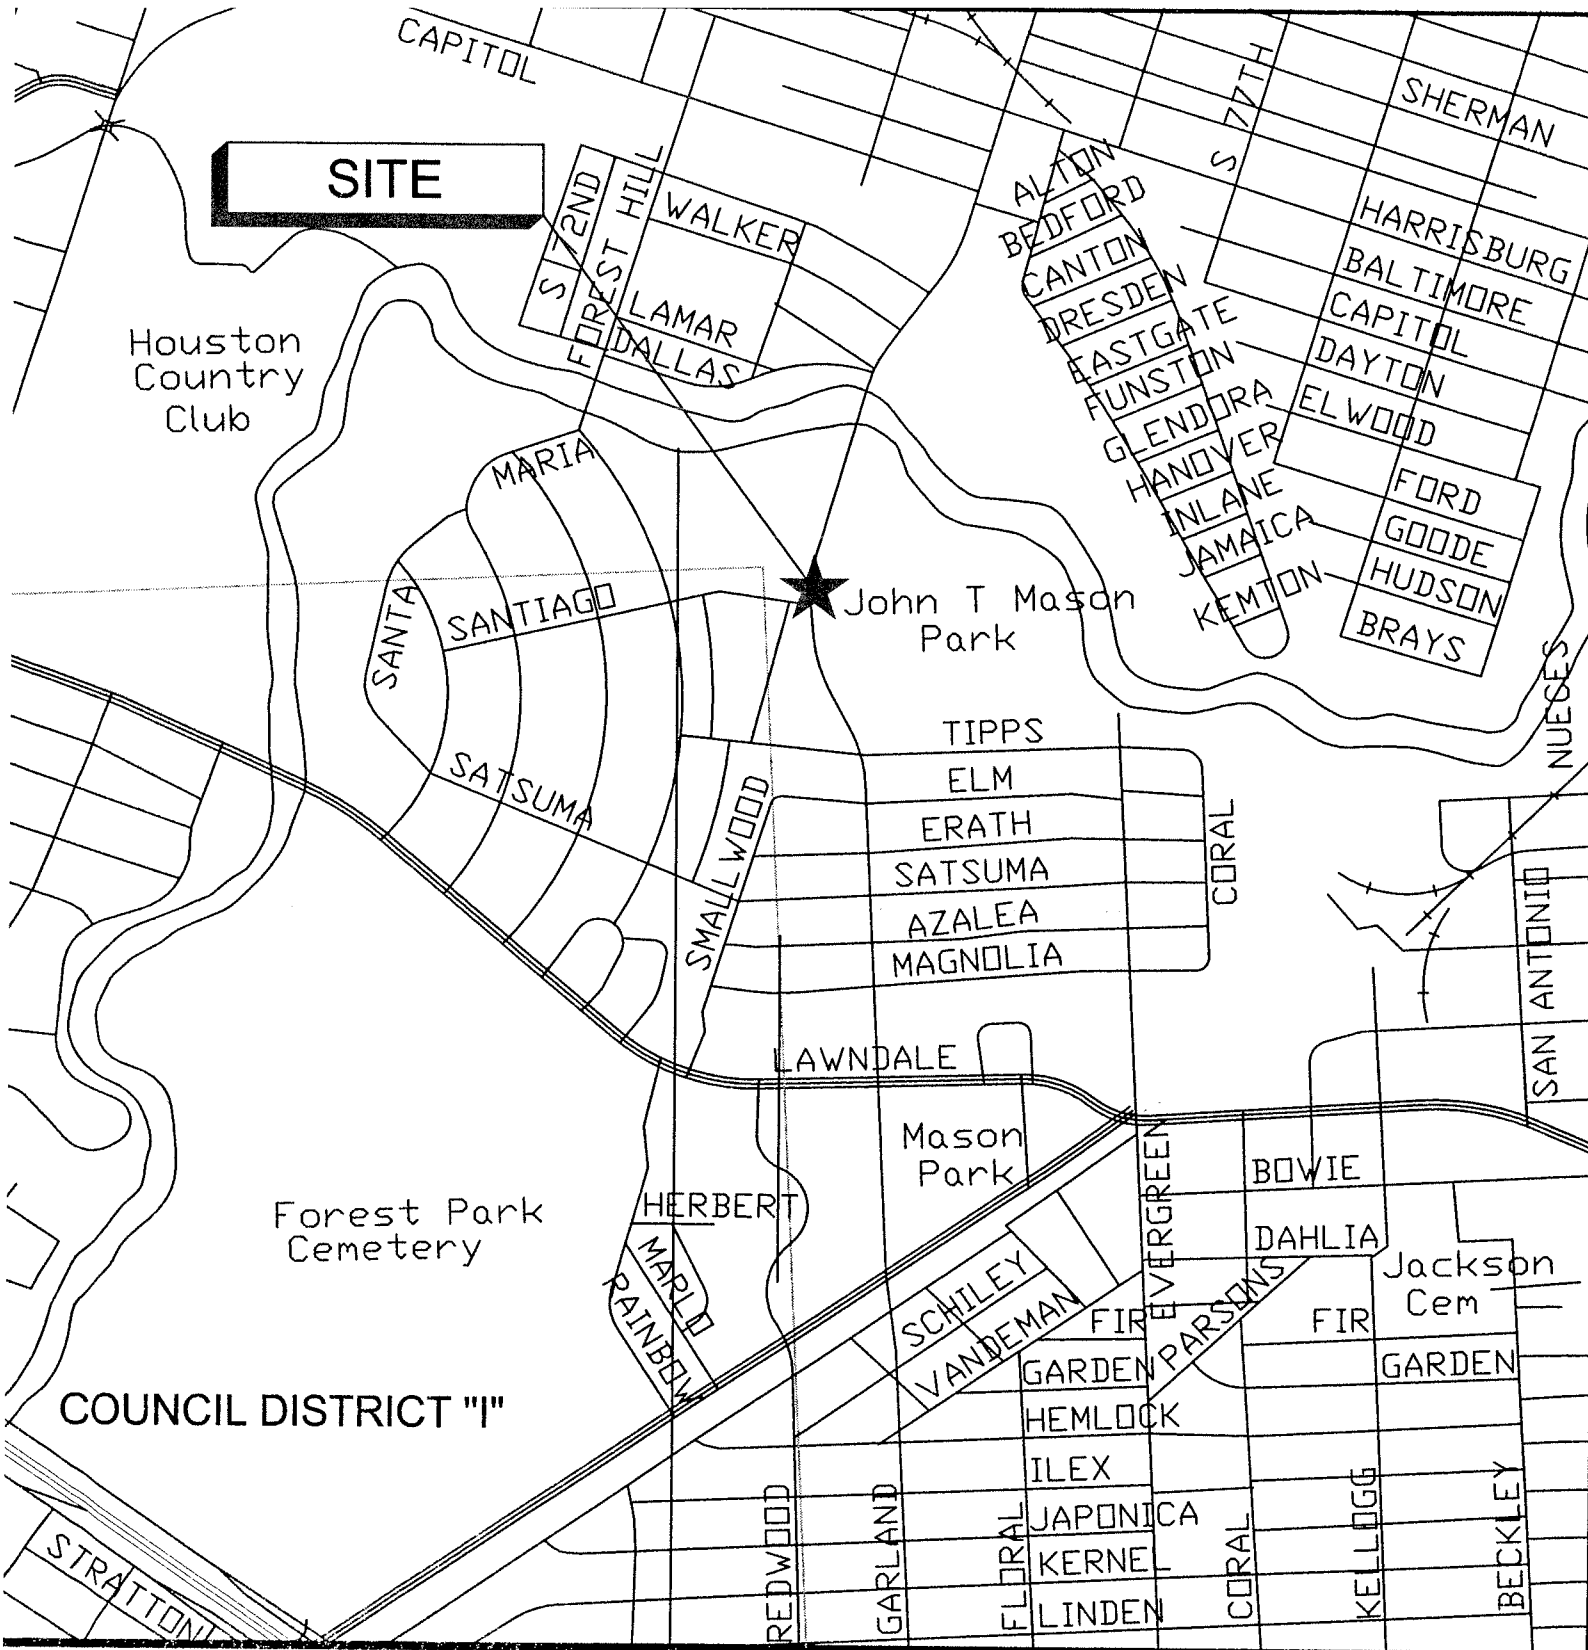 CAPITOL
S 77TH
SHERMAN
SITE
S 72ND
FOREST HILL
WALKER
ALTON
BEDFORD
HARRISBURG
CANTON
BALTIMORE
DRESDEN
LAMAR
CAPITOL
EASTGATE
DALLAS
DAYTON
Houston
Country
Club
FUNSTON
ELWOOD
GLENDORA
HANOVER
MARIA
FORD
INLANE
GOODE
JAMAICA
HUDSON
KEMTON
BRAYS
SANTA
SANTIAGO
John T Mason
Park
NUEGES
TIPPS
SATSUMA
ELM
SMALLWOOD
ERATH
CORAL
SATSUMA
AZALEA
MAGNOLIA
SAN ANTONIO
LAWNDALE
Mason
Park
EVERGREEN
BOWIE
Forest Park
Cemetery
HERBERT
DAHLIA
MARLO
RAINBOW
SCHILEY
VANDEMAN
PARSONS
Jackson
Cem
FIR
FIR
GARDEN
GARDEN
COUNCIL DISTRICT "I"
HEMLOCK
ILEX
JAPONICA
KERNEL
LINDEN
STRATTON
REDWOOD
GARLAND
FLORAL
CORAL
KELLOGG
BECKLEY